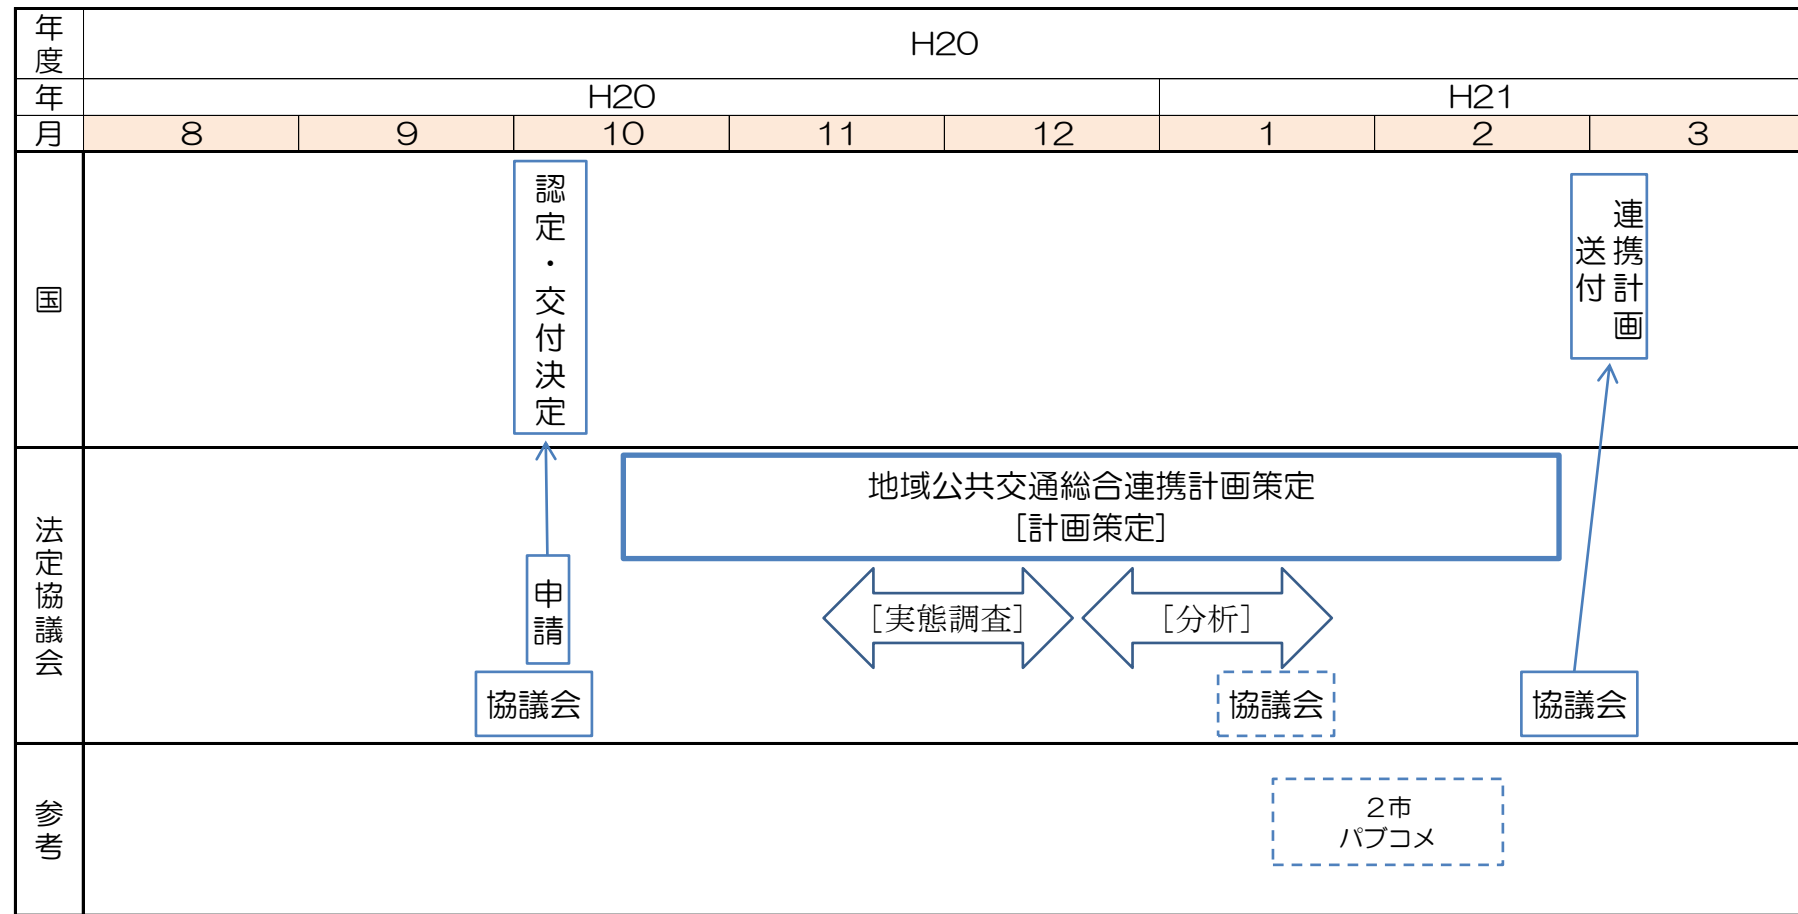 年度
H20
年
H20
H21
月
8
9
10
11
12
1
2
3
国
認定・交付決定
連携計画
送付
法定協議会
地域公共交通総合連携計画策定
[計画策定]
申請
[実態調査]
[分析]
協議会
協議会
協議会
参考
2市
パブコメ